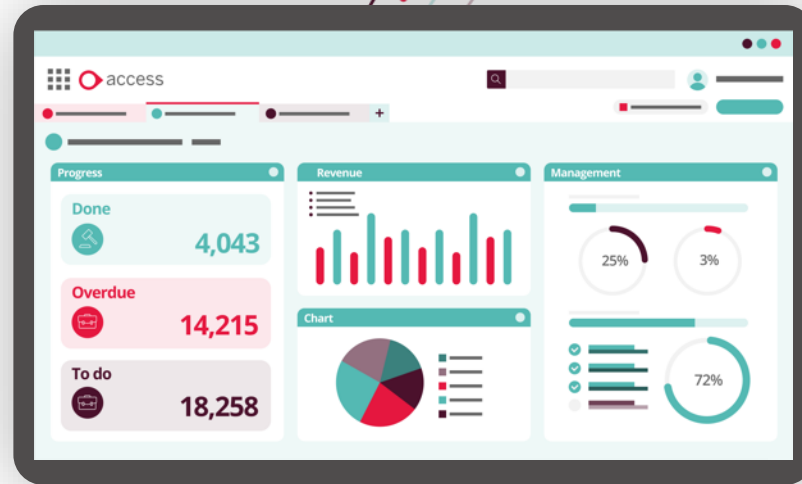 access
+
Progress
Revenue
Management
Done
4,043
Overdue
14,215
To do
18,258
Chart
25%
3%
72%